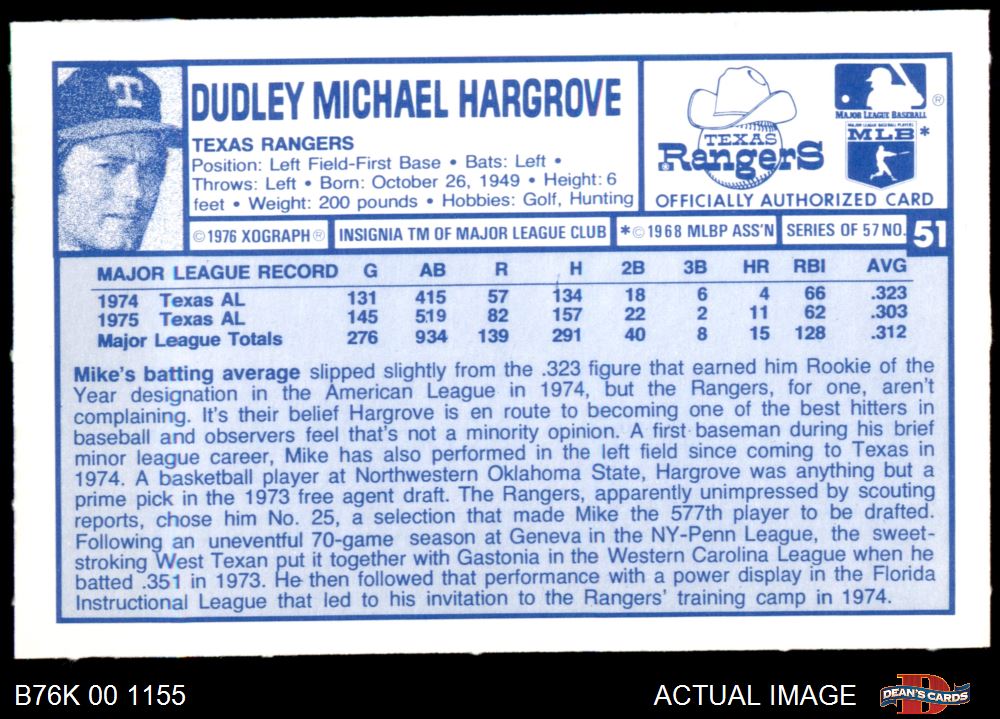 T
DUDLEY MICHAEL HARGROVE
TEXAS RANGERS
Position: Left Field-First Base • Bats: Left •
Throws: Left • Born: October 26, 1949 • Height: 6
feet • Weight: 200 pounds • Hobbies: Golf, Hunting
TEXAS
RangerS
®
MAJOR LEAGUE BASEBALL
MAJOR LEAGUE BASEBALL PLAYERS
MLB*
OFFICIALLY AUTHORIZED CARD
©1976 XOGRAPH® INSIGNIA TM OF MAJOR LEAGUE CLUB *©1968 MLBP ASS'N SERIES OF 57 NO. 51
MAJOR LEAGUE RECORD G AB R H 2B 3B HR RBI AVG
1974 Texas AL 131 415 57 134 18 6 4 66 .323
1975 Texas AL 145 519 82 157 22 2 11 62 .303
Major League Totals 276 934 139 291 40 8 15 128 .312
Mike's batting average slipped slightly from the .323 figure that earned him Rookie of the
Year designation in the American League in 1974, but the Rangers, for one, aren't
complaining. It's their belief Hargrove is en route to becoming one of the best hitters in
baseball and observers feel that's not a minority opinion. A first baseman during his brief
minor league career, Mike has also performed in the left field since coming to Texas in
1974. A basketball player at Northwestern Oklahoma State, Hargrove was anything but a
prime pick in the 1973 free agent draft. The Rangers, apparently unimpressed by scouting
reports, chose him No. 25, a selection that made Mike the 577th player to be drafted.
Following an uneventful 70-game season at Geneva in the NY-Penn League, the sweet-
stroking West Texan put it together with Gastonia in the Western Carolina League when he
batted .351 in 1973. He then followed that performance with a power display in the Florida
Instructional League that led to his invitation to the Rangers' training camp in 1974.
B76K 00 1155
ACTUAL IMAGE
DEAN'S CARDS